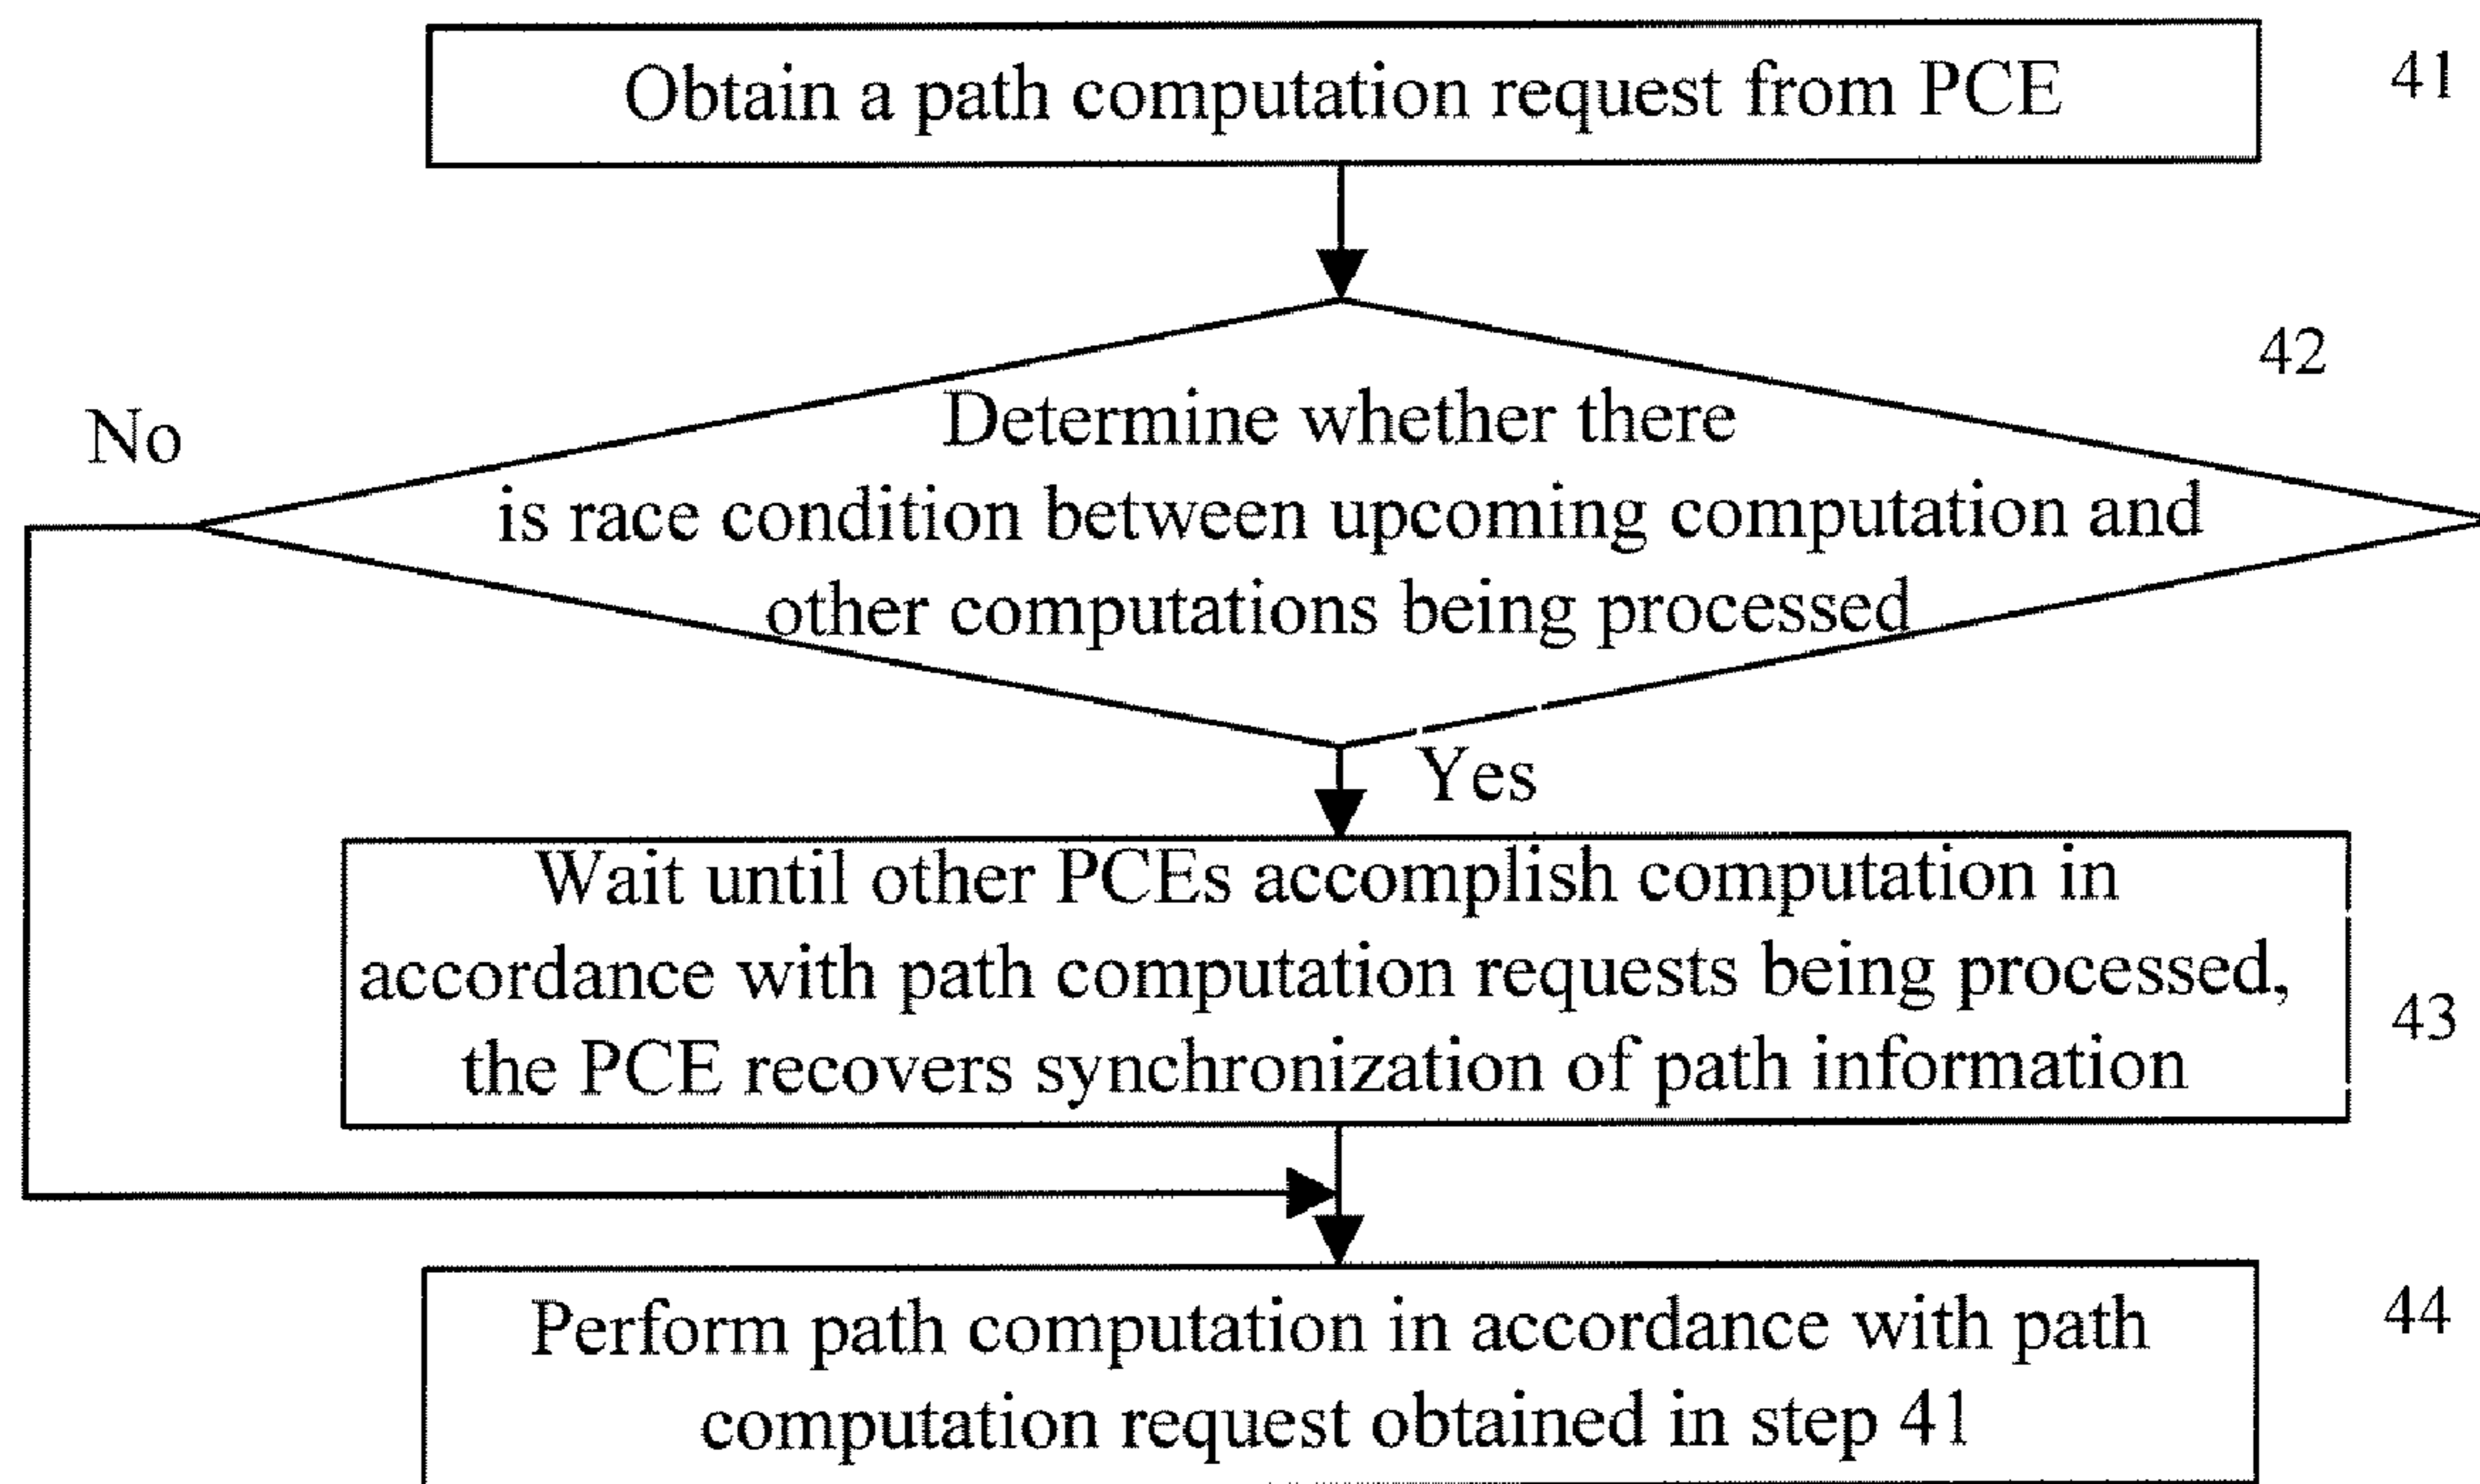 Obtain a path computation request from PCE
41
42
No
Determine whether there
is race condition between upcoming computation and
other computations being processed
Yes
Wait until other PCEs accomplish computation in
accordance with path computation requests being processed,
the PCE recovers synchronization of path information
43
Perform path computation in accordance with path
computation request obtained in step 41
44